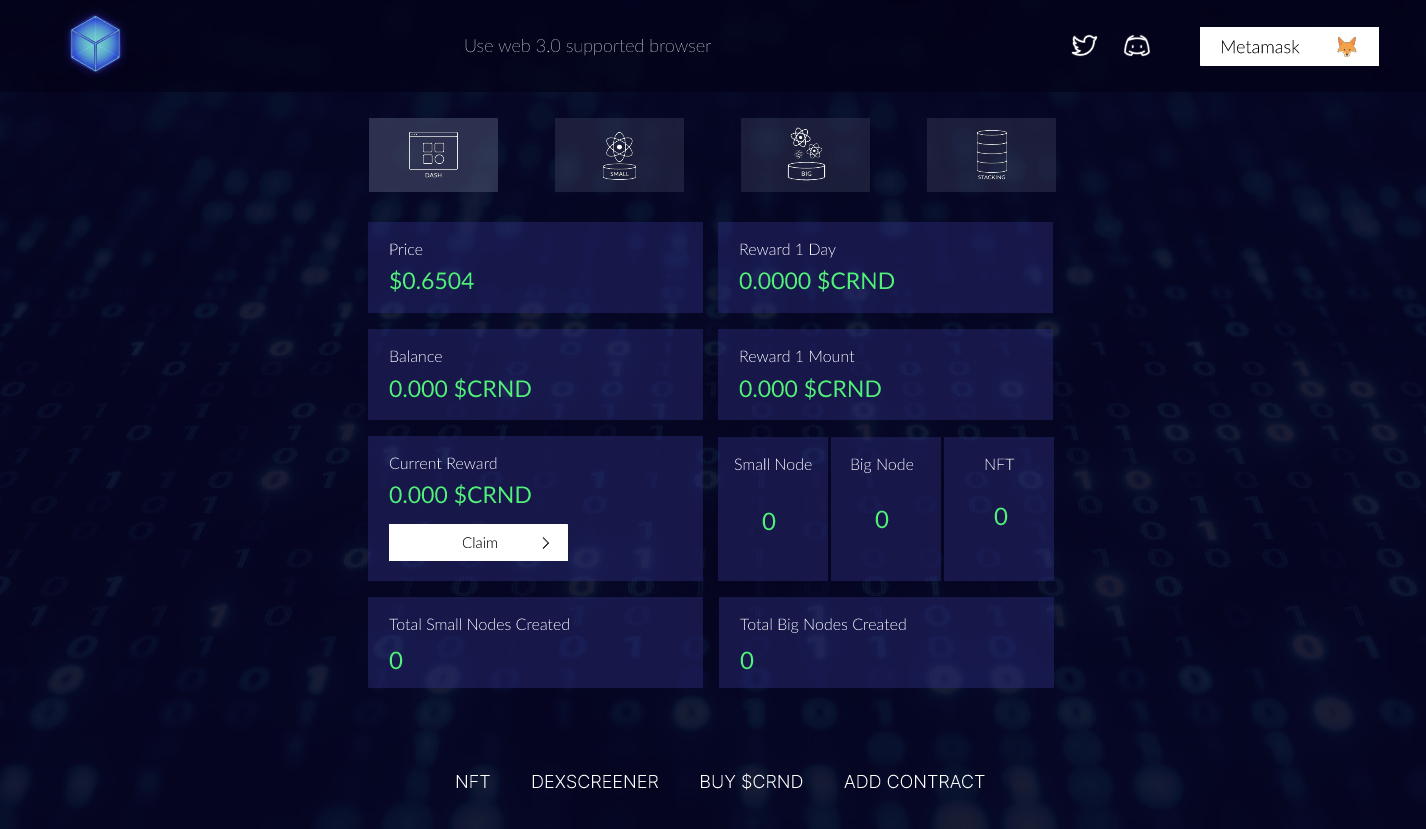 Use web 3.0 supported browser
Metamask
DASH
SMALL
BIG
STACKING
Price
$0.6504
Reward 1 Day
0.0000 $CRND
Balance
0.000 $CRND
Reward 1 Mount
0.000 $CRND
Current Reward
0.000 $CRND
Claim
Small Node
0
Big Node
0
NFT
0
Total Small Nodes Created
0
Total Big Nodes Created
0
NFT DEXSCREENER BUY $CRND ADD CONTRACT